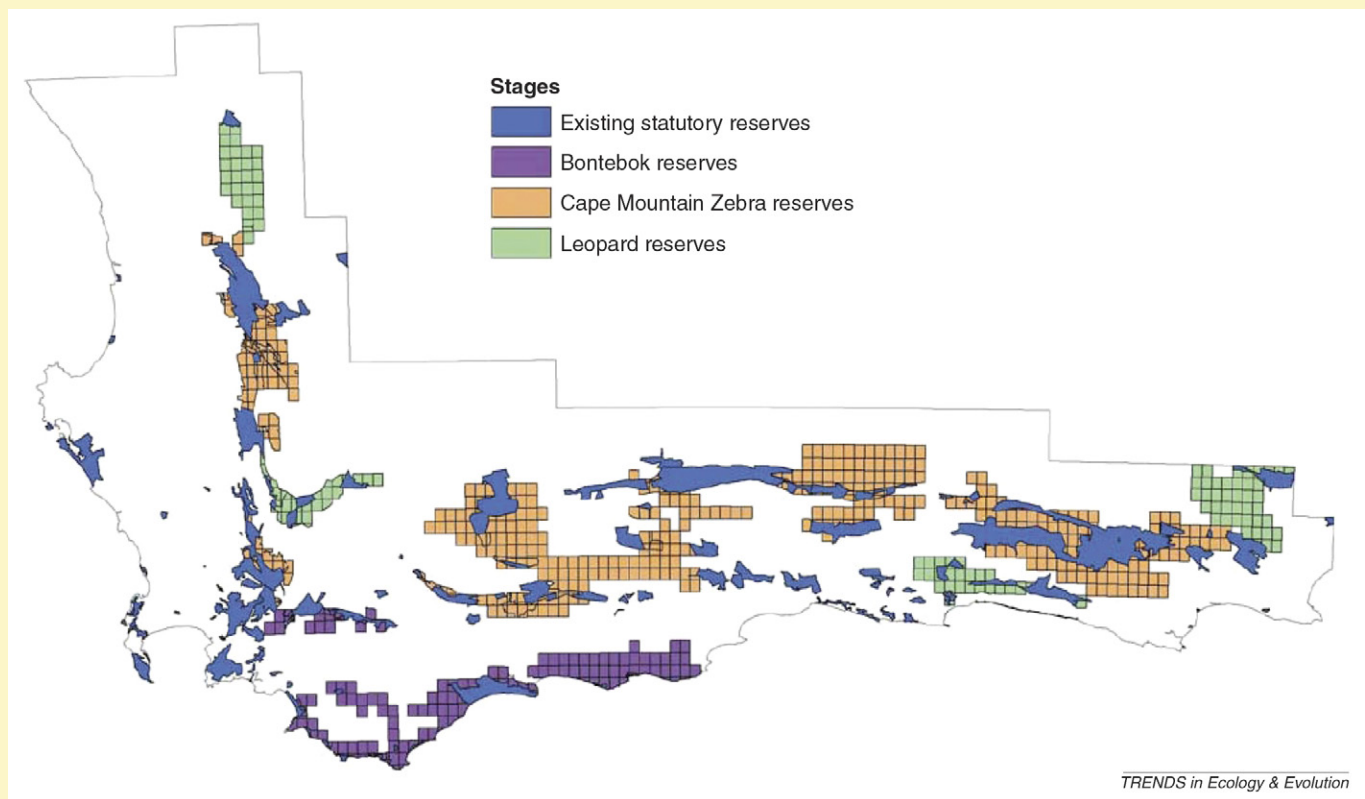 Stages
Existing statutory reserves
Bontebok reserves
Cape Mountain Zebra reserves
Leopard reserves
TRENDS in Ecology & Evolution